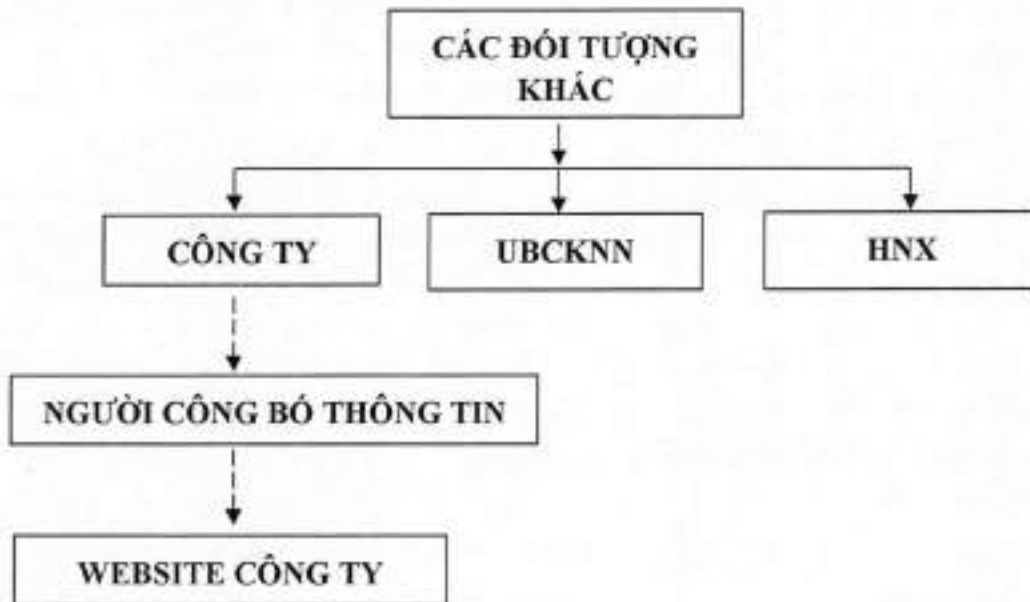 CÁC ĐỐI TƯỢNG
KHÁC
CÔNG TY
UBCKNN
HNX
NGƯỜI CÔNG BỐ THÔNG TIN
WEBSITE CÔNG TY